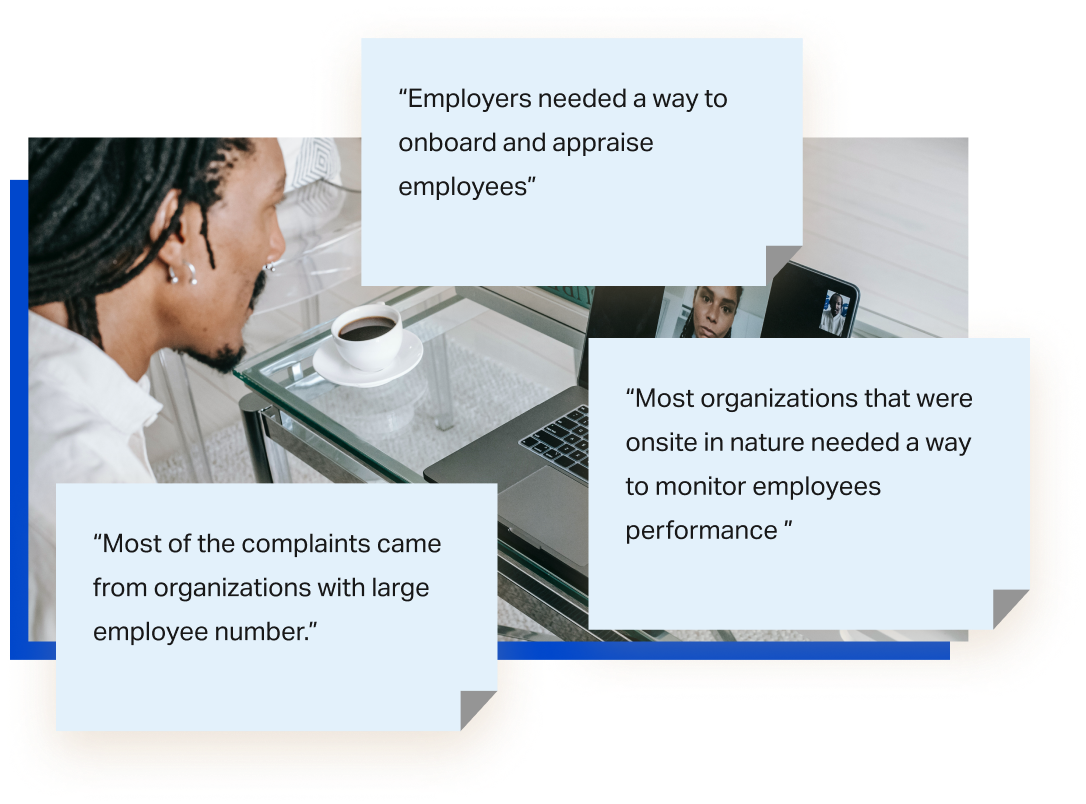 “Employers needed a way to
onboard and appraise
employees”
“Most organizations that were
onsite in nature needed a way
to monitor employees
performance ”
“Most of the complaints came
from organizations with large
employee number.”